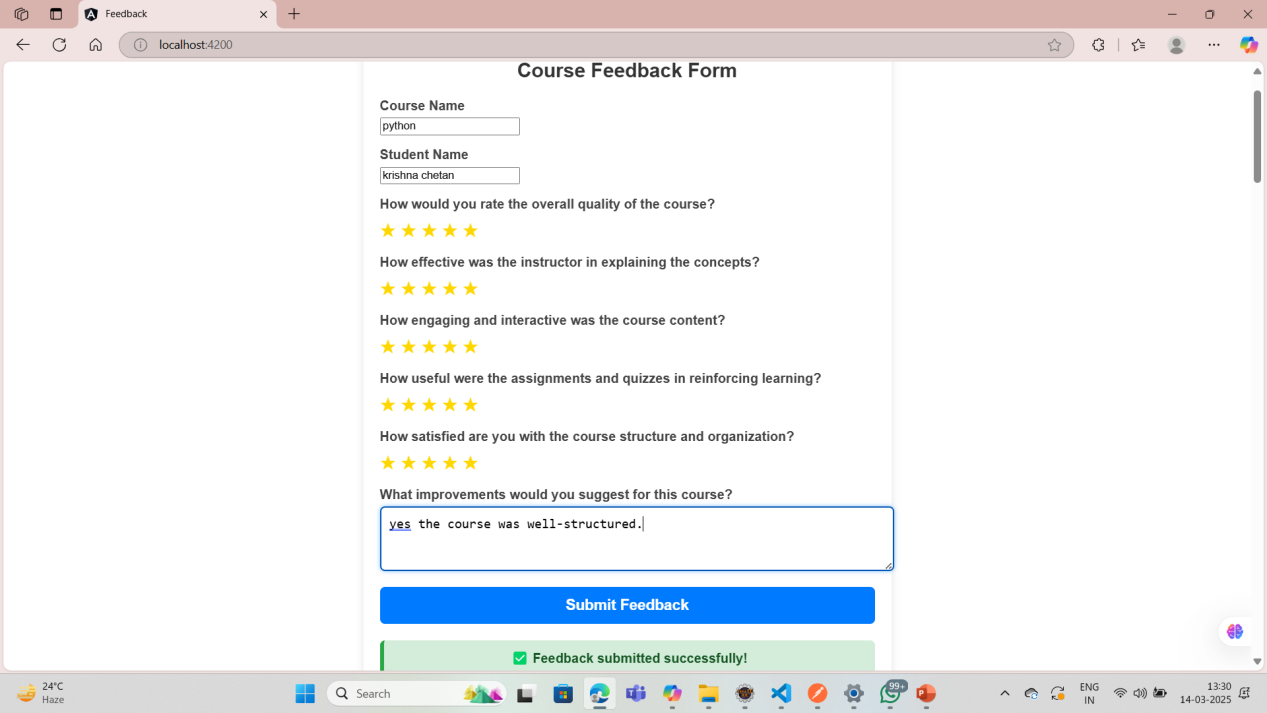 Feedback
localhost:4200
Course Feedback Form
Course Name
python
Student Name
krishna chetan
How would you rate the overall quality of the course?
How effective was the instructor in explaining the concepts?
How engaging and interactive was the course content?
How useful were the assignments and quizzes in reinforcing learning?
How satisfied are you with the course structure and organization?
What improvements would you suggest for this course?
yes the course was well-structured.
Submit Feedback
✅ Feedback submitted successfully!
24°C
Haze
Search
99+
ENG
IN
13:30
14-03-2025